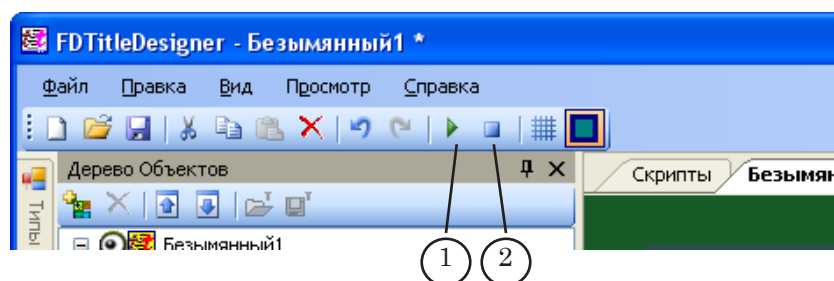 FDTitleDesigner - Безымянный1 *
Файл Правка Вид Просмотр Справка
Дерево Объектов
Скрипты Безымян
Типы
Безымянный1
1 2